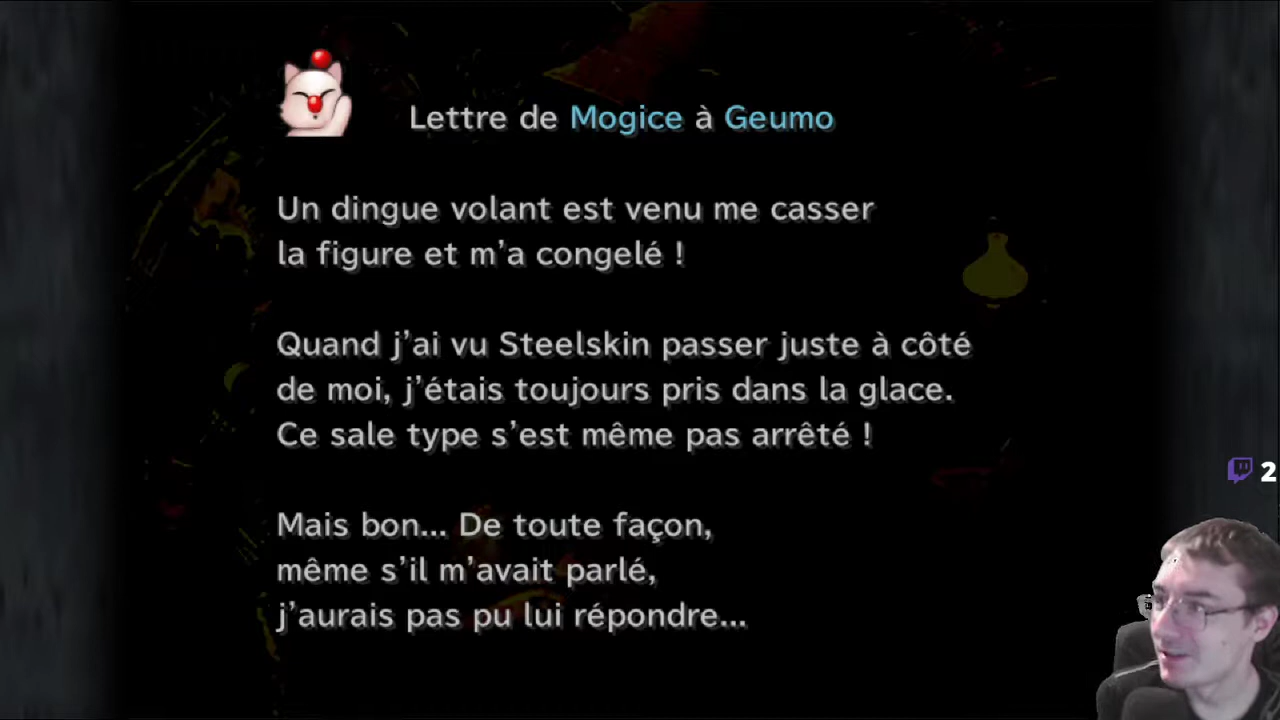 Lettre de Mogice à Geumo
Un dingue volant est venu me casser
la figure et m'a congelé !
Quand j'ai vu Steelskin passer juste à côté
de moi, j'étais toujours pris dans la glace.
Ce sale type s'est même pas arrêté !
2
Mais bon... De toute façon,
même s'il m'avait parlé,
j'aurais pas pu lui répondre...